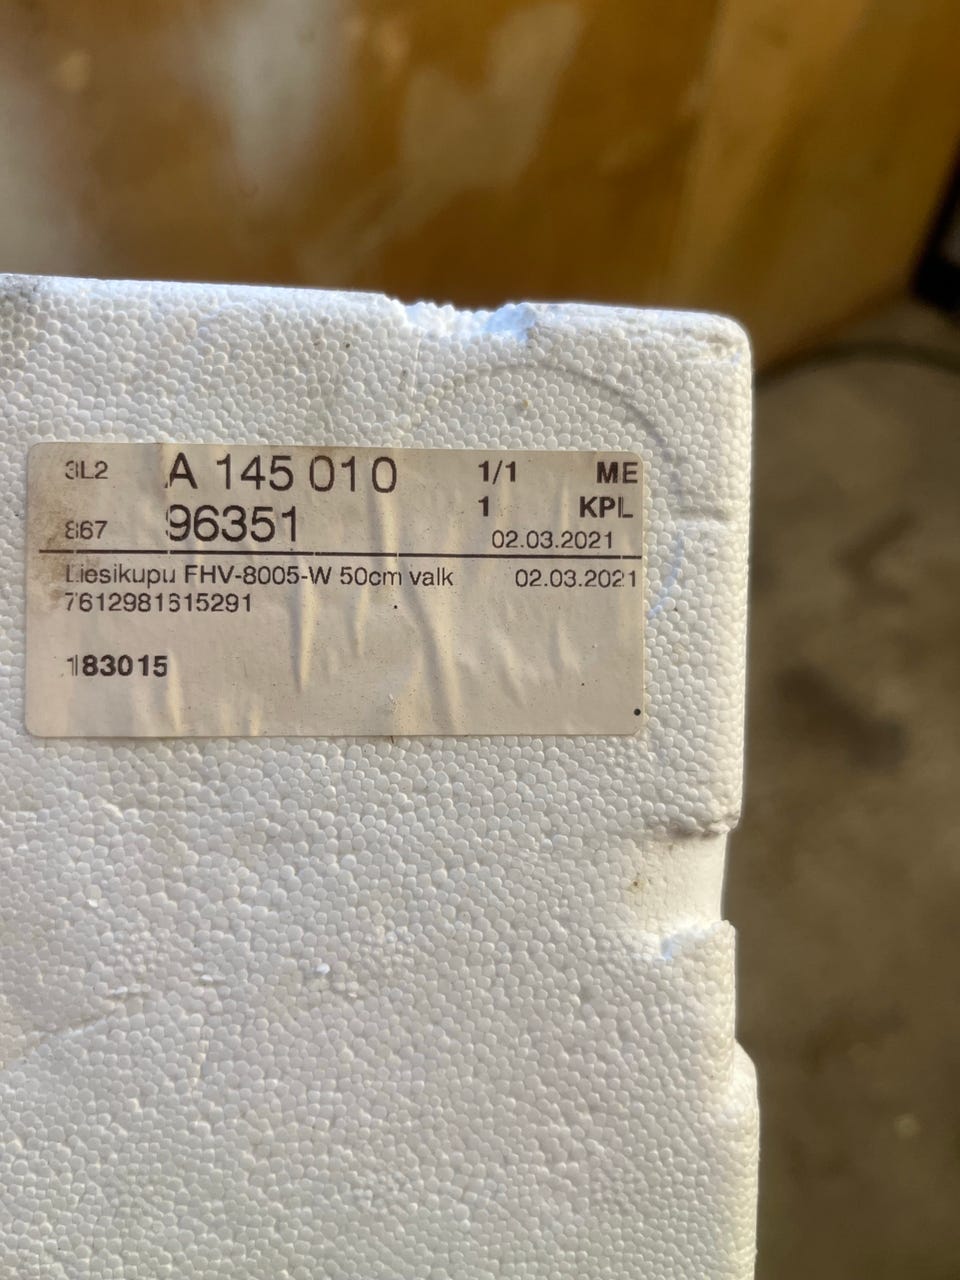 3L2 A 145 010 1/1 ME
1 KPL
867 96351 02.03.2021
Liesikupu FHV-8005-W 50cm valk 02.03.2021
7612981615291
183015